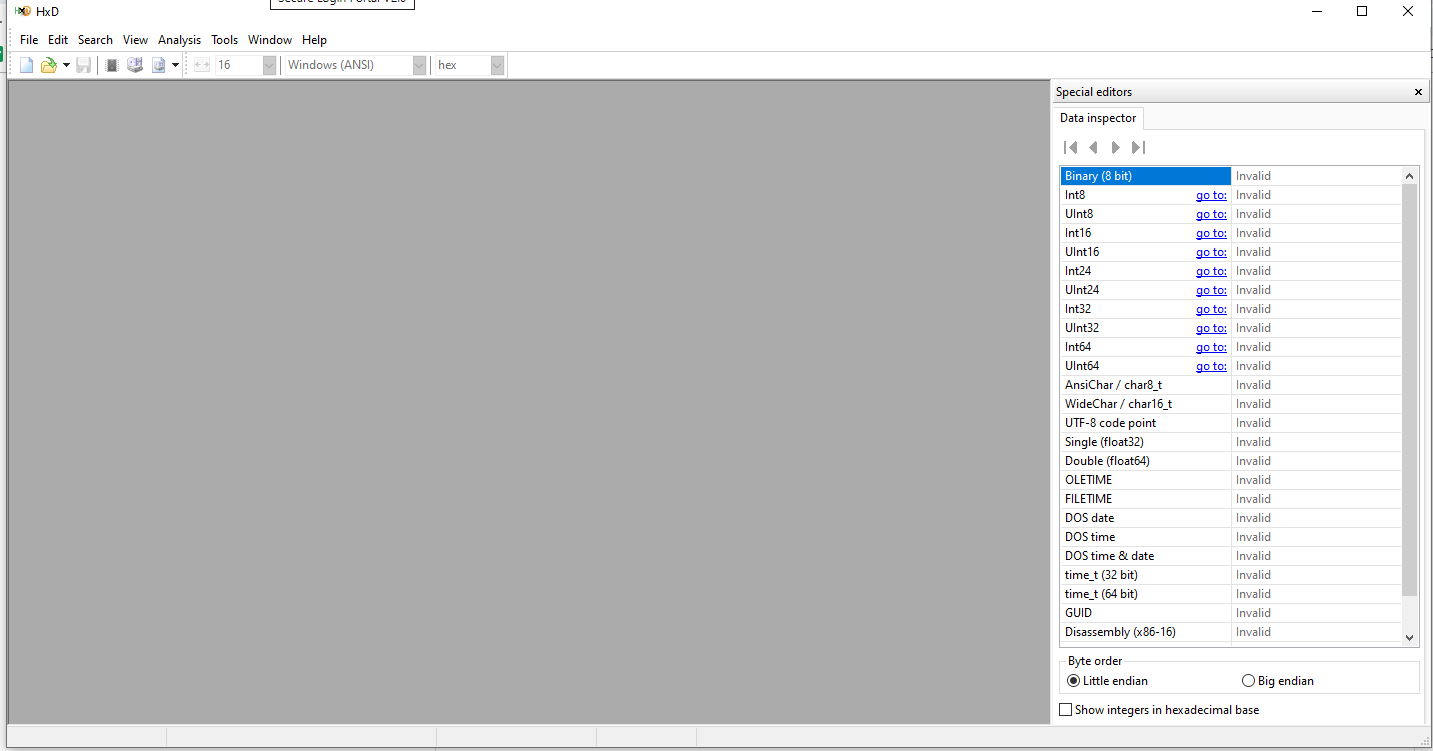 Secure Login Portal V2.0
HxD
File Edit Search View Analysis Tools Window Help
16 Windows (ANSI) hex
Special editors
Data inspector
Binary (8 bit) Invalid
Int8 go to: Invalid
UInt8 go to: Invalid
Int16 go to: Invalid
UInt16 go to: Invalid
Int24 go to: Invalid
UInt24 go to: Invalid
Int32 go to: Invalid
UInt32 go to: Invalid
Int64 go to: Invalid
UInt64 go to: Invalid
AnsiChar / char8_t Invalid
WideChar / char16_t Invalid
UTF-8 code point Invalid
Single (float32) Invalid
Double (float64) Invalid
OLETIME Invalid
FILETIME Invalid
DOS date Invalid
DOS time Invalid
DOS time & date Invalid
time_t (32 bit) Invalid
time_t (64 bit) Invalid
GUID Invalid
Disassembly (x86-16) Invalid
Byte order
Little endian Big endian
Show integers in hexadecimal base